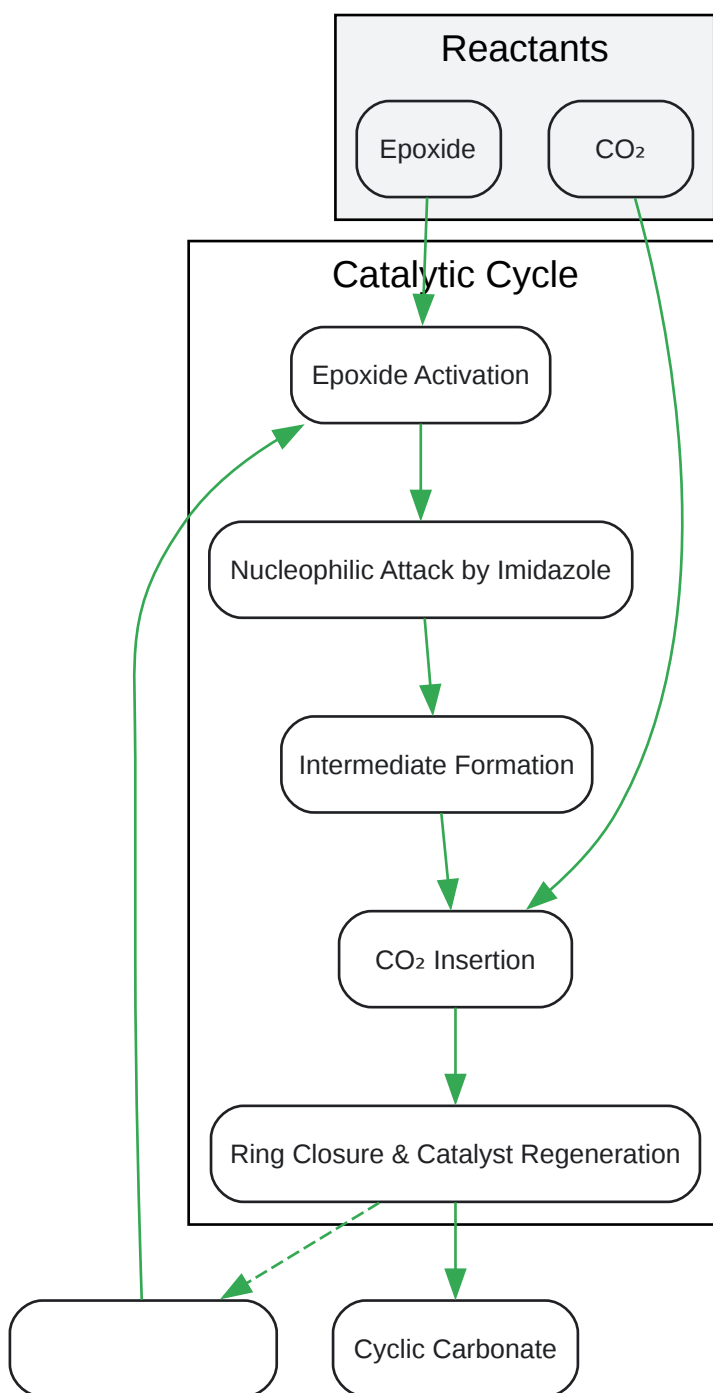 Reactants
Epoxide
CO₂
Catalytic Cycle
Epoxide Activation
Nucleophilic Attack by Imidazole
Intermediate Formation
CO₂ Insertion
Ring Closure & Catalyst Regeneration
Cyclic Carbonate